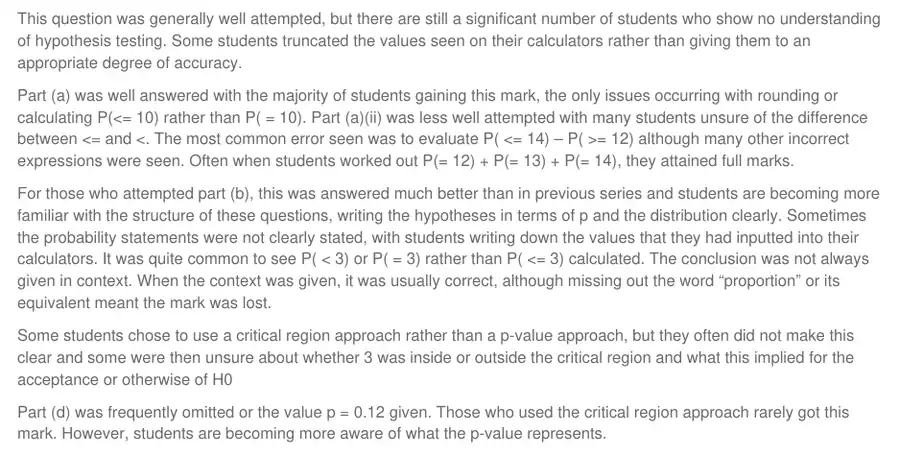 This question was generally well attempted, but there are still a significant number of students who show no understanding
of hypothesis testing. Some students truncated the values seen on their calculators rather than giving them to an
appropriate degree of accuracy.
Part (a) was well answered with the majority of students gaining this mark, the only issues occurring with rounding or
calculating P(<= 10) rather than P( = 10). Part (a)(ii) was less well attempted with many students unsure of the difference
between <= and <. The most common error seen was to evaluate P( <= 14) – P( >= 12) although many other incorrect
expressions were seen. Often when students worked out P(= 12) + P(= 13) + P(= 14), they attained full marks.
For those who attempted part (b), this was answered much better than in previous series and students are becoming more
familiar with the structure of these questions, writing the hypotheses in terms of p and the distribution clearly. Sometimes
the probability statements were not clearly stated, with students writing down the values that they had inputted into their
calculators. It was quite common to see P( < 3) or P( = 3) rather than P( <= 3) calculated. The conclusion was not always
given in context. When the context was given, it was usually correct, although missing out the word “proportion” or its
equivalent meant the mark was lost.
Some students chose to use a critical region approach rather than a p-value approach, but they often did not make this
clear and some were then unsure about whether 3 was inside or outside the critical region and what this implied for the
acceptance or otherwise of H0
Part (d) was frequently omitted or the value p = 0.12 given. Those who used the critical region approach rarely got this
mark. However, students are becoming more aware of what the p-value represents.